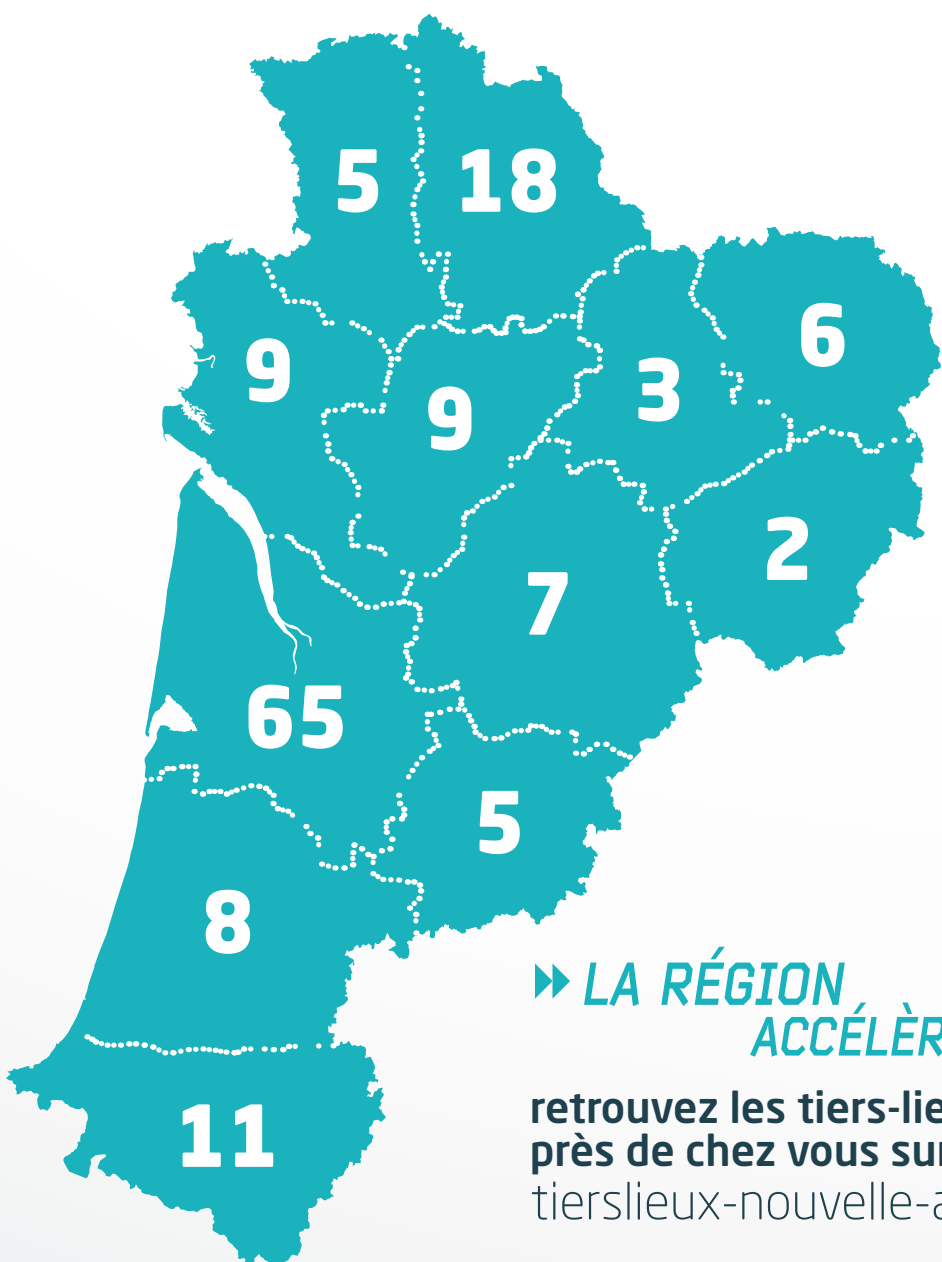 5
18
6
9
3
9
2
7
65
5
8
LA RÉGION
ACCÉLÈR
retrouvez les tiers-lie
11
près de chez vous sur
tierslieux-nouvelle-a